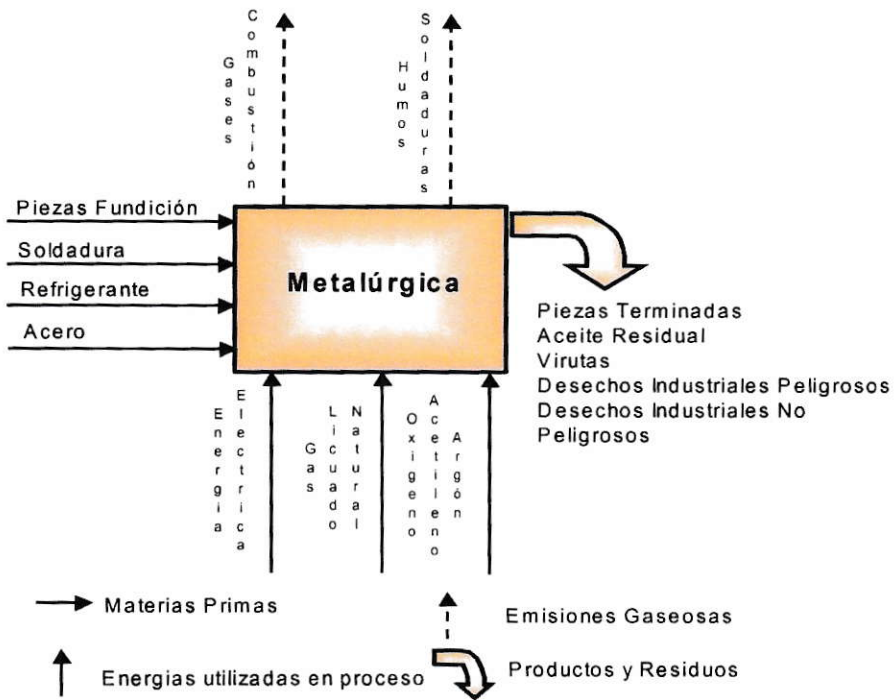 Gases
Combustión
Humos
Soldaduras
Piezas Fundición
Soldadura
Refrigerante
Acero
Metalúrgica
Piezas Terminadas
Aceite Residual
Virutas
Desechos Industriales Peligrosos
Desechos Industriales No
Peligrosos
Energia
Electrica
Gas
Licuado
Natural
Oxigeno
Acetileno
Argón
Materias Primas
Emisiones Gaseosas
Energias utilizadas en proceso
Productos y Residuos